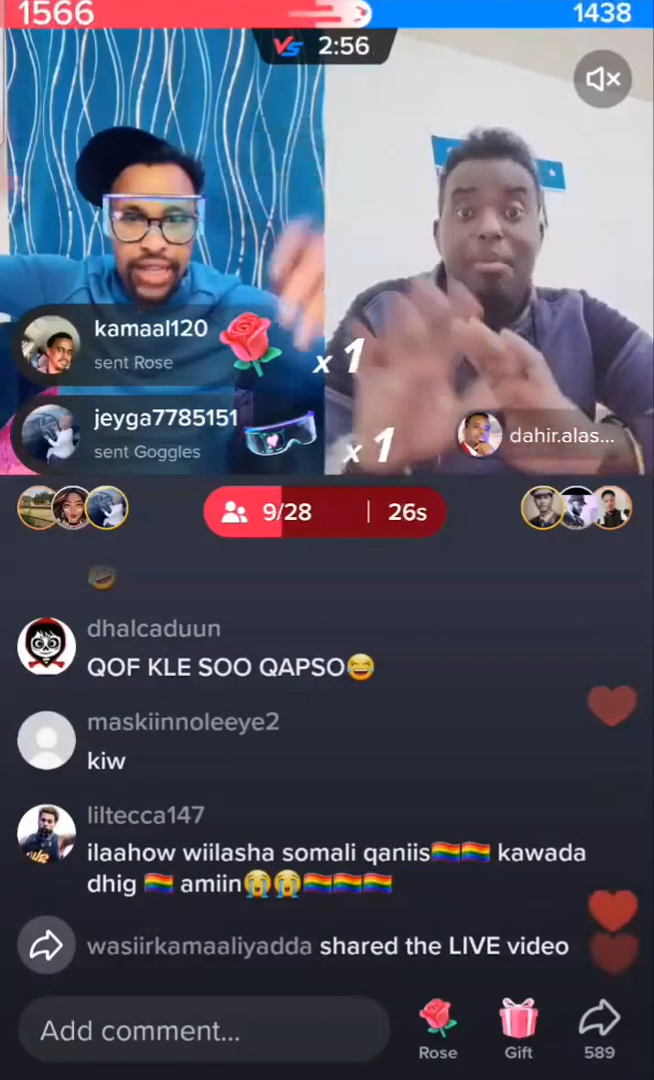 1566
1438
VS 2:56
kamaal120
sent Rose
x 1
jeyga7785151
sent Goggles
x 1
dahir.alas...
9/28 | 26s
dhalcaduun
QOF KLE SOO QAPSO😂
maskiinnoleeye2
kiw
liltecca147
ilaahow wiilasha somali qaniis🏳️‍🌈🏳️‍🌈 kawada
dhig 🏳️‍🌈 amiin😭😭🏳️‍🌈🏳️‍🌈🏳️‍🌈
wasiirkamaaliyadda shared the LIVE video
Add comment...
Rose
Gift
589